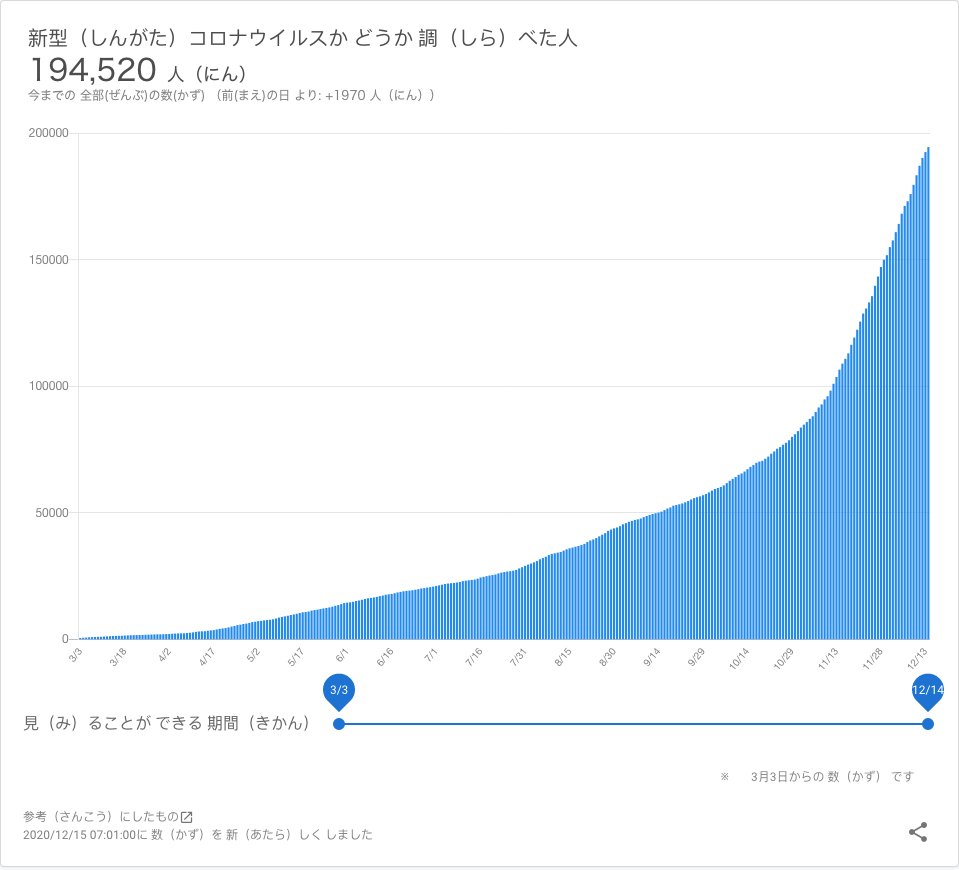 新型（しんがた）コロナウイルスか どうか 調（しら）べた人
194,520 人（にん）
今までの 全部(ぜんぶ)の数(かず) （前(まえ)の日 より: +1970 人（にん））
200000
150000
100000
50000
0
3/3 3/18 4/2 4/17 5/2 5/17 6/1 6/16 7/1 7/16 7/31 8/15 8/30 9/14 9/29 10/14 10/29 11/13 11/28 12/13
3/3 12/14
見（み）ることが できる 期間（きかん）
※ 3月3日からの 数（かず） です
参考（さんこう）にしたもの
2020/12/15 07:01:00に 数（かず）を 新（あたら）しく しました